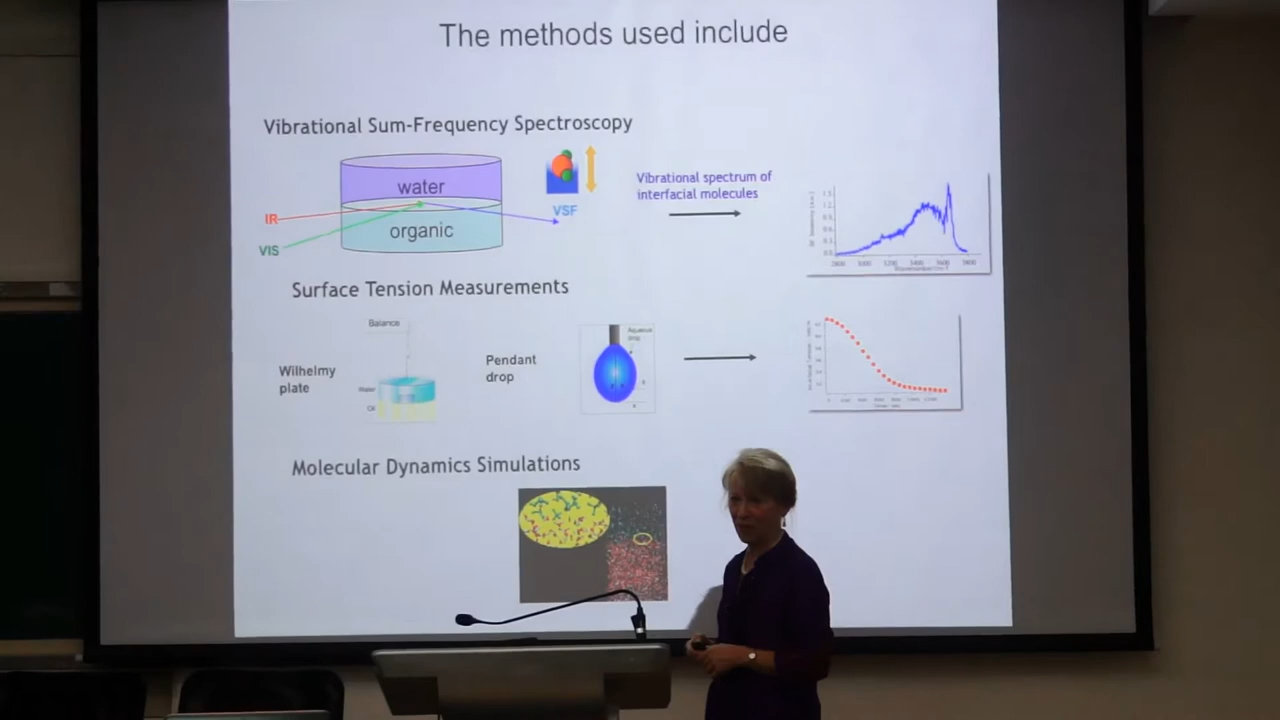 The methods used include
Vibrational Sum-Frequency Spectroscopy
water
IR
organic
VIS
VSF
Vibrational spectrum of
interfacial molecules
Surface Tension Measurements
Balance
Wilhelmy
plate
Water
Oil
Pendant
drop
Aqueous
drop
Molecular Dynamics Simulations